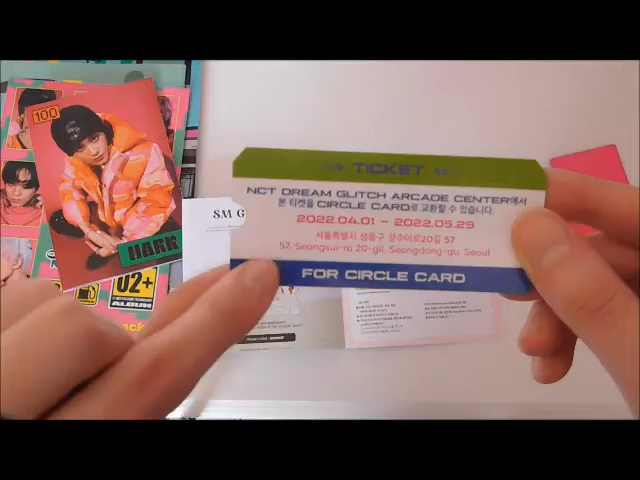 100
MARK
02+
SM G
TICKET
NCT DREAM GLITCH ARCADE CENTER에서
본 티켓을 CIRCLE CARD로 교환할 수 있습니다.
2022.04.01 – 2022.05.29
서울특별시 성동구 성수이로20길 57
57, Seongsui-ro 20-gil, Seongdong-gu, Seoul
FOR CIRCLE CARD